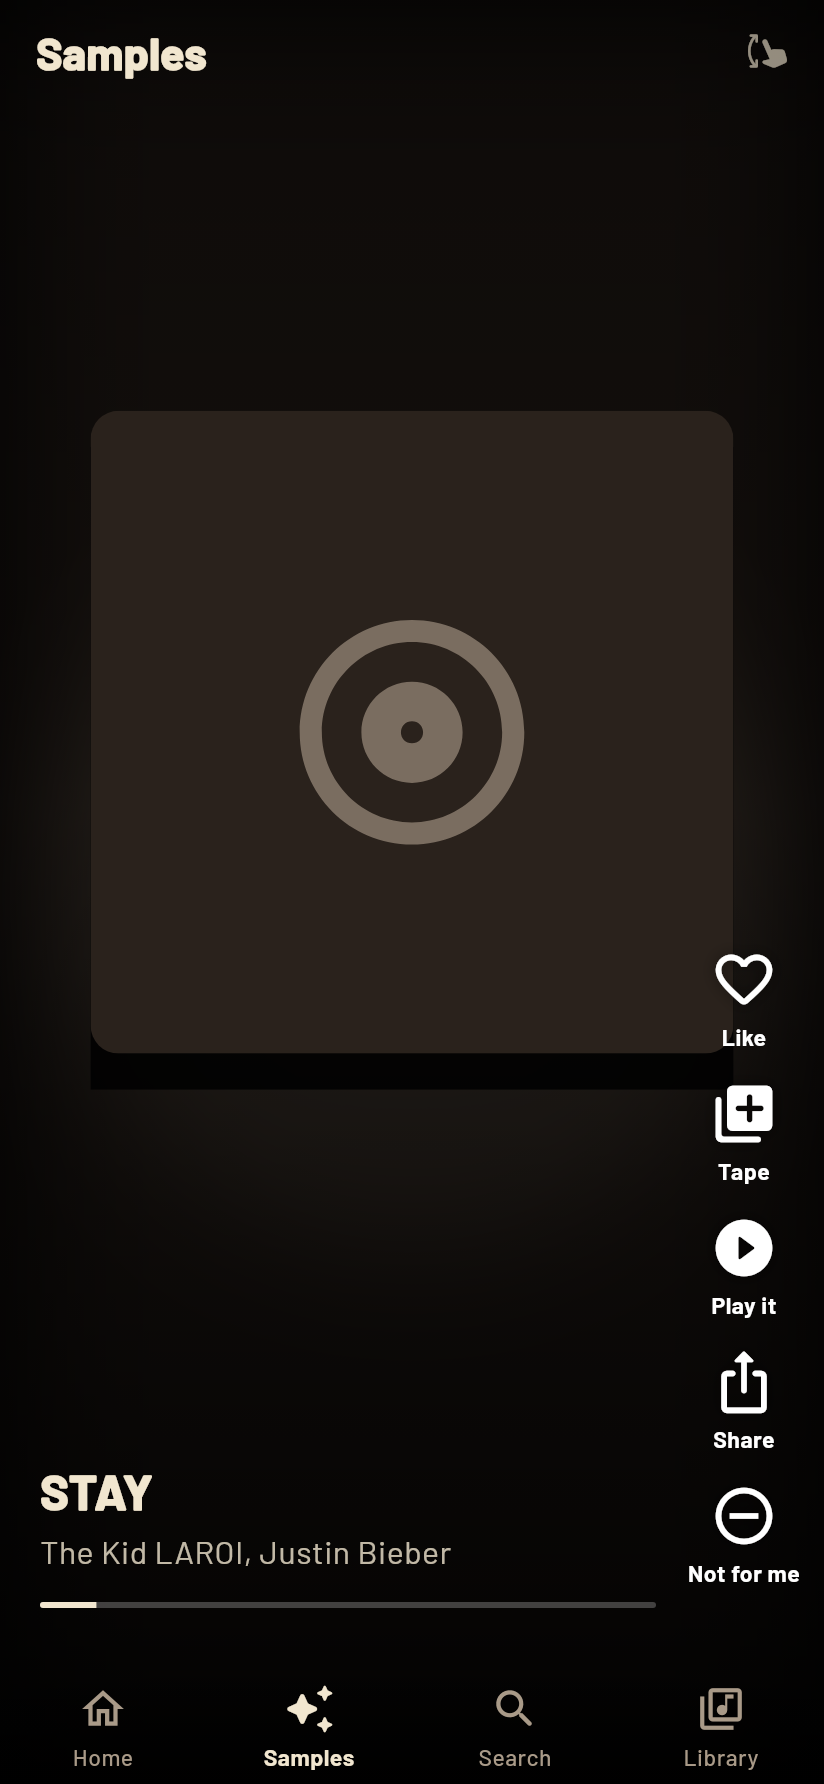 Samples
Like
Tape
Play it
Share
STAY
The Kid LAROI, Justin Bieber
Not for me
Home
Samples
Search
Library